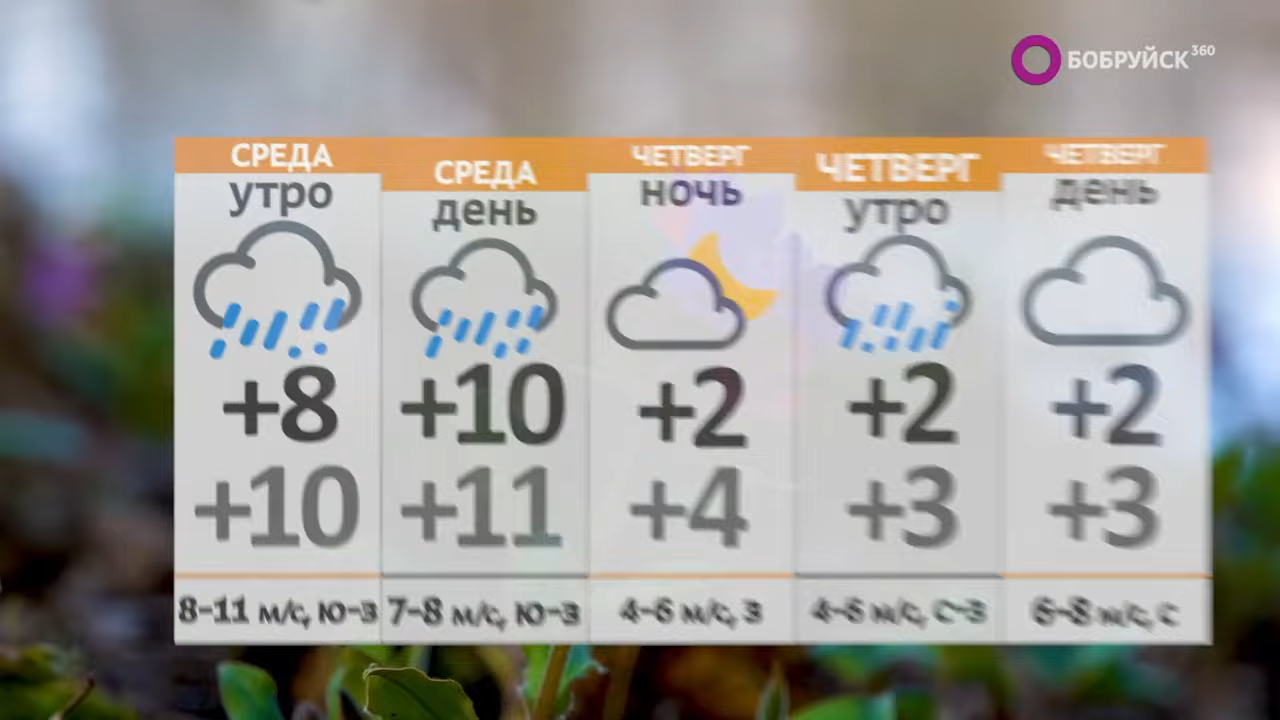 БОБРУЙСК360
СРЕДА
утро
+8
+10
8-11 м/с, Ю-З
СРЕДА
день
+10
+11
7-8 м/с, Ю-З
ЧЕТВЕРГ
ночь
+2
+4
4-6 м/с, З
ЧЕТВЕРГ
утро
+2
+3
4-6 м/с, С-З
ЧЕТВЕРГ
день
+2
+3
6-8 м/с, С